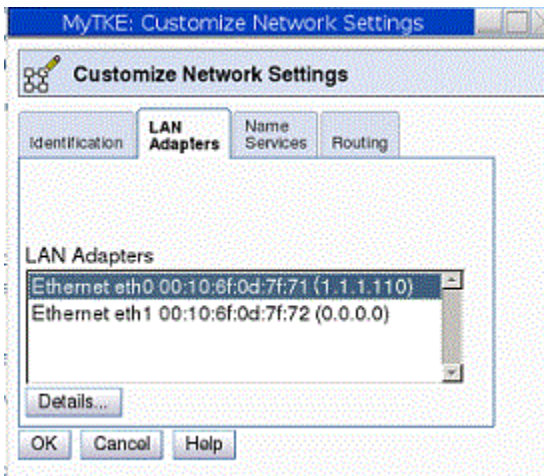 MyTKE: Customize Network Settings
Customize Network Settings
Identification
LAN Adapters
Name Services
Routing
LAN Adapters
Ethernet eth0 00:10:6f:0d:7f:71 (1.1.1.110)
Ethernet eth1 00:10:6f:0d:7f:72 (0.0.0.0)
Details...
OK
Cancel
Help